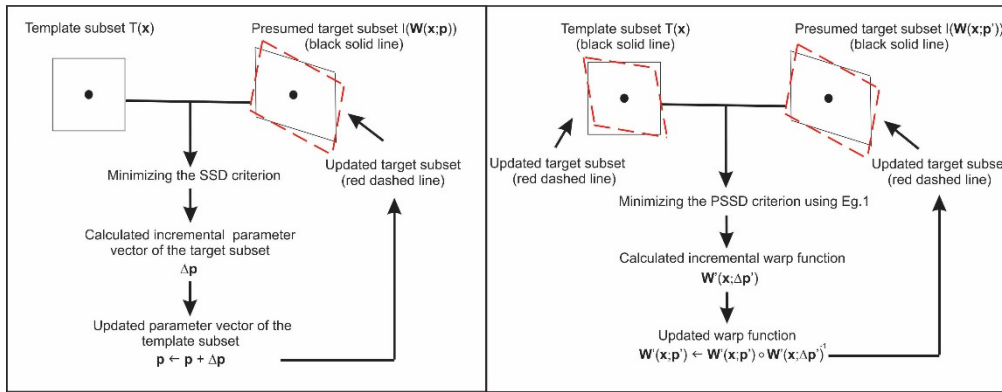 Template subset T(x)
Presumed target subset I(W(x;p))
(black solid line)
Updated target subset
(red dashed line)
Minimizing the SSD criterion
Calculated incremental parameter
vector of the target subset
Δp
Updated parameter vector of the
template subset
p ← p + Δp
Template subset T(x)
(black solid line)
Presumed target subset I(W(x;p'))
(black solid line)
Updated target subset
(red dashed line)
Updated target subset
(red dashed line)
Minimizing the PSSD criterion using Eg.1
Calculated incremental warp function
W'(x;Δp')
Updated warp function
W'(x;p') ← W'(x;p') ∘ W'(x;Δp')⁻¹